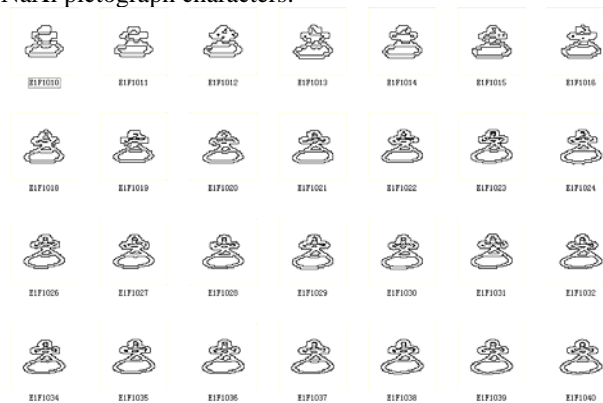 NaXi pictograph characters.
E1F1010 E1F1011 E1F1012 E1F1013 E1F1014 E1F1015 E1F1016
E1F1018 E1F1019 E1F1020 E1F1021 E1F1022 E1F1023 E1F1024
E1F1026 E1F1027 E1F1028 E1F1029 E1F1030 E1F1031 E1F1032
E1F1034 E1F1035 E1F1036 E1F1037 E1F1038 E1F1039 E1F1040